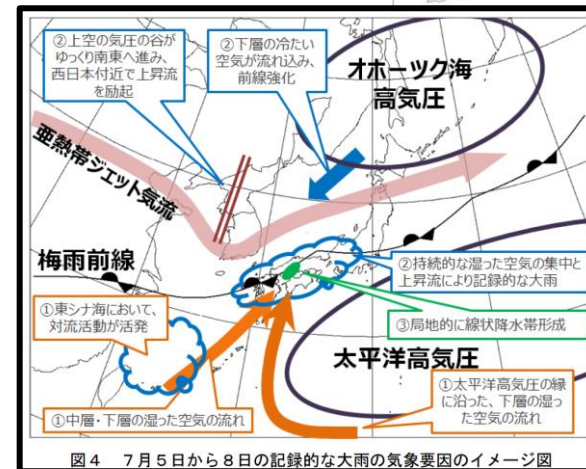 ②上空の気圧の谷が
ゆっくり南東へ進み、
西日本付近で上昇流
を励起
②下層の冷たい
空気が流れ込み、
前線強化
オホーツク海
高気圧
亜熱帯ジェット気流
梅雨前線
②持続的な湿った空気の集中と
上昇流により記録的な大雨
①東シナ海において、
対流活動が活発
③局地的に線状降水帯形成
太平洋高気圧
①中層・下層の湿った空気の流れ
①太平洋高気圧の縁
に沿った、下層の湿っ
た空気の流れ
図4 7月5日から8日の記録的な大雨の気象要因のイメージ図